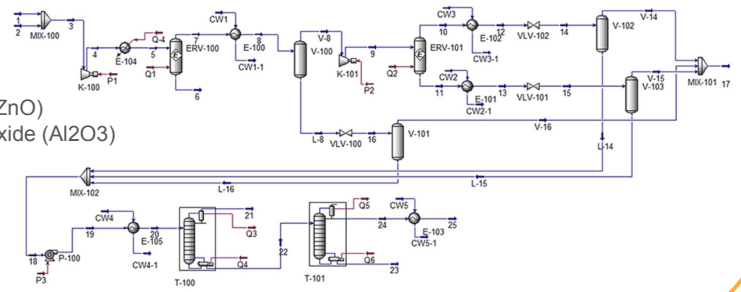 ZnO)
oxide (Al2O3)
1
2
MIX-100
3
K-100
P1
4
E-104
Q-4
5
ERV-100
Q1
6
7
CW1
E-100
CW1-1
8
V-100
V-8
L-8
K-101
P2
9
ERV-101
Q2
10
11
CW3
E-102
CW3-1
12
VLV-102
14
V-102
V-14
L-14
CW2
E-101
CW2-1
13
VLV-101
15
V-103
V-15
L-15
VLV-100
16
V-101
V-16
L-16
MIX-101
17
MIX-102
18
P-100
P3
19
CW4
E-105
CW4-1
20
T-100
21
Q3
Q4
22
T-101
Q5
Q6
23
24
CW5
E-103
CW5-1
25